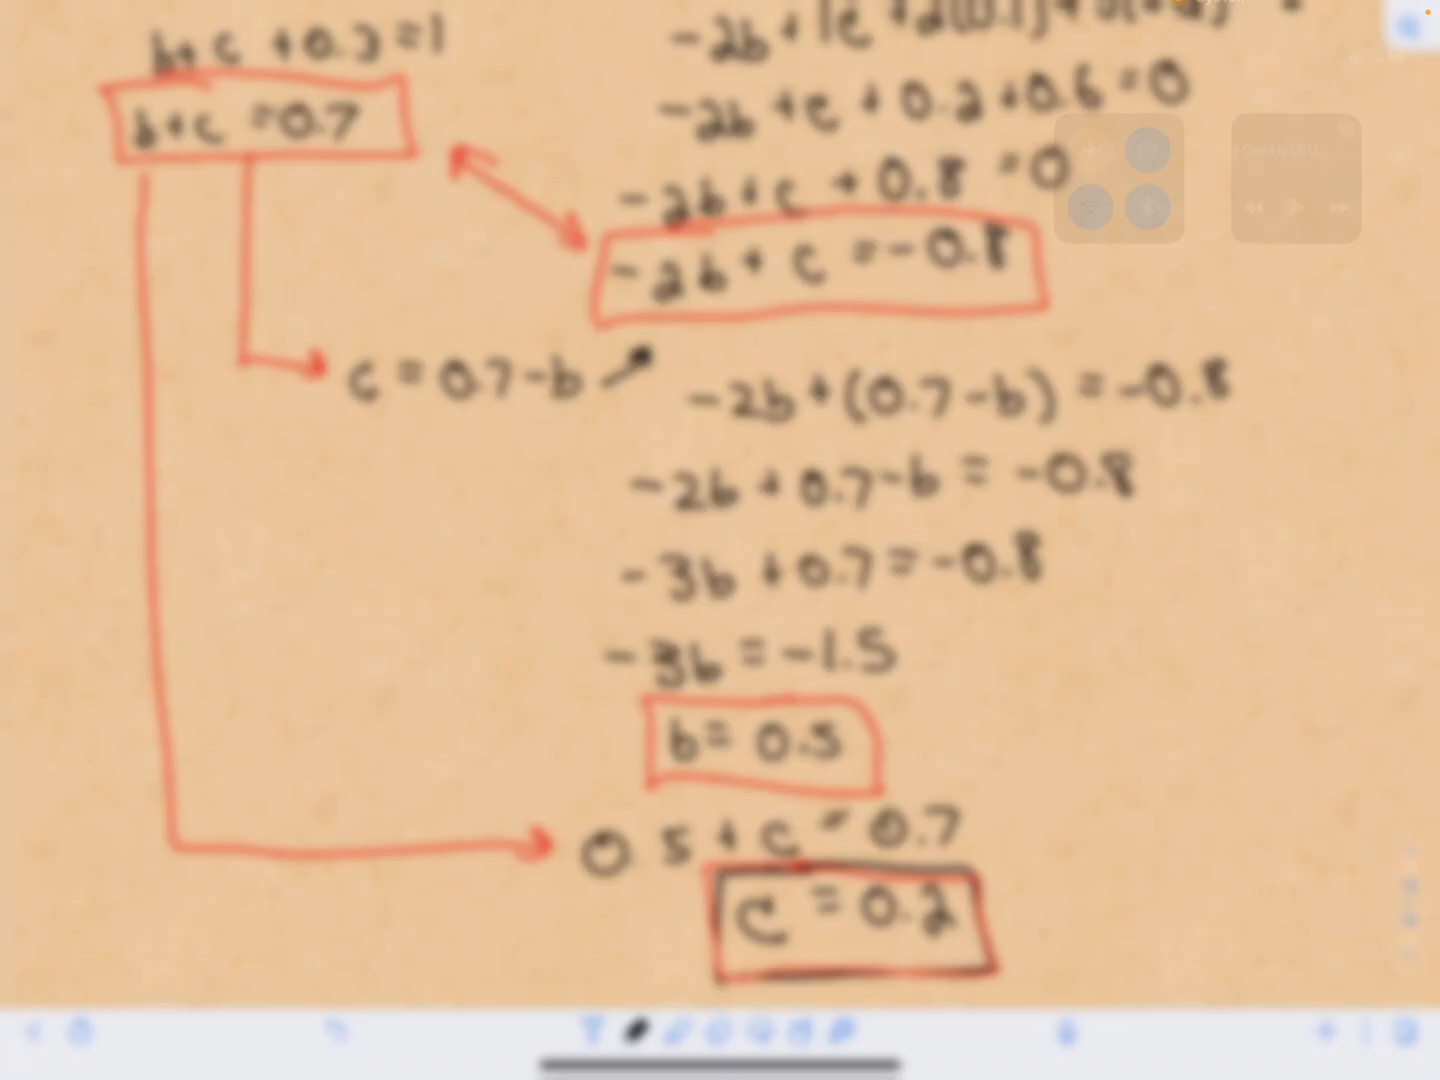 b+c +0.3 =1
b+c =0.7
-2b +c + 0.2 +0.6 =0
-2b + c + 0.8 =0
-2b + c =-0.8
c = 0.7-b
-2b + (0.7-b) = -0.8
-2b + 0.7-b = -0.8
-3b + 0.7 = -0.8
-3b = -1.5
b= 0.5
0.5 + c = 0.7
c = 0.2